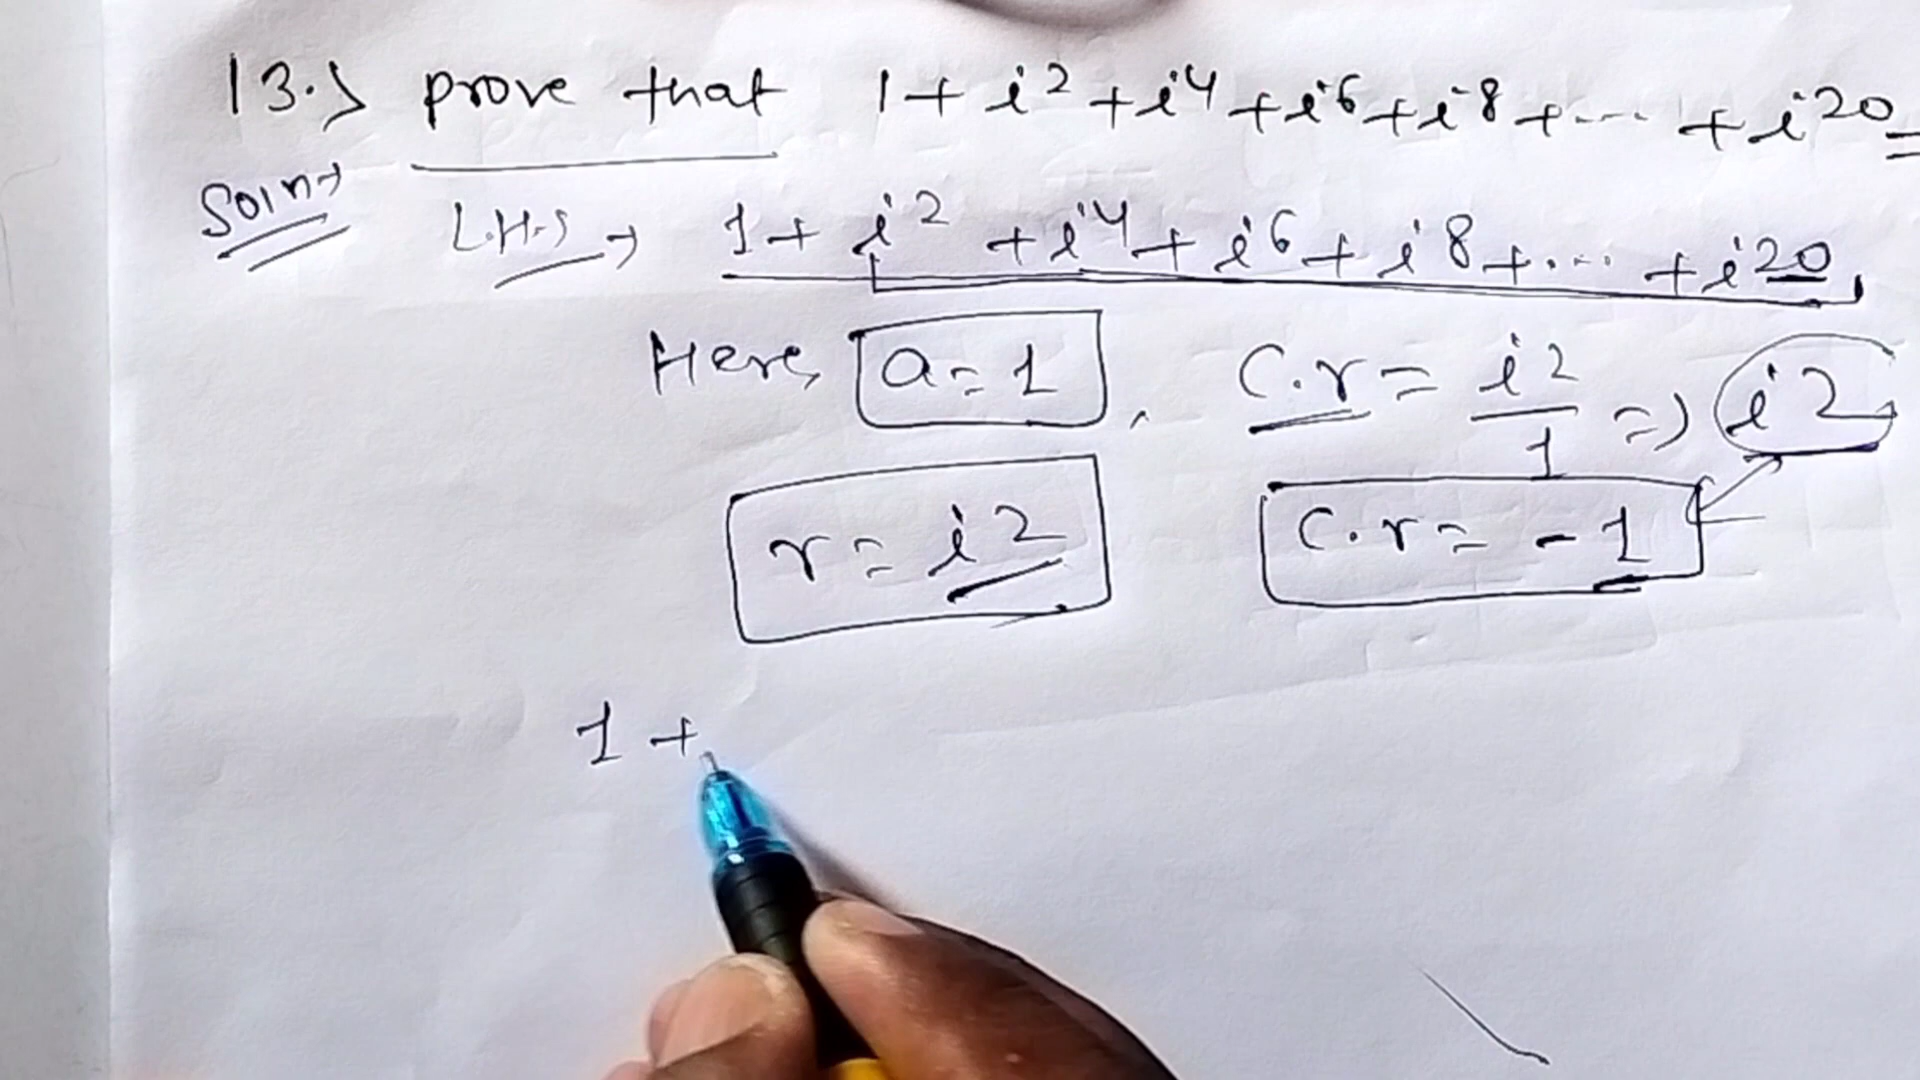 13.) prove that 1 + i² + i⁴ + i⁶ + i⁸ + .... + i²⁰ =
Soln→ L.H.S → 1 + i² + i⁴ + i⁶ + i⁸ + .... + i²⁰
Here, a = 1, C.r = i²/1 => i²
r = i² C.r = -1
1 +